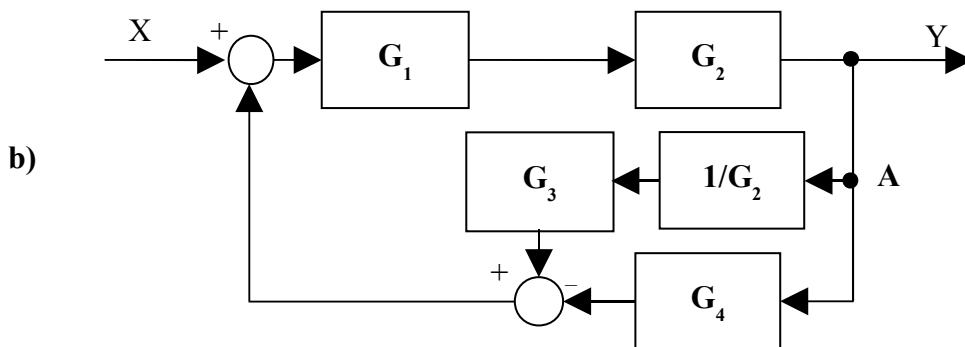 X
+
G₁
G₂
Y
b)
G₃
1/G₂
A
+
−
G₄